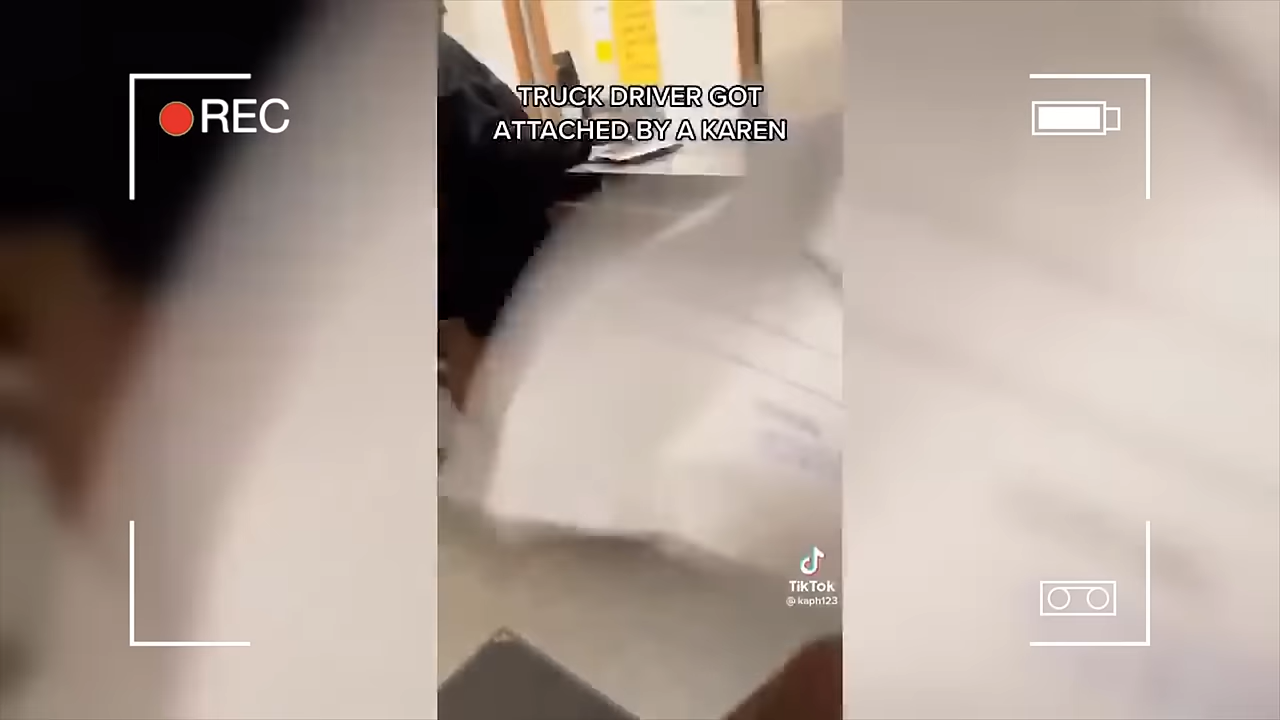 REC
TRUCK DRIVER GOT
ATTACHED BY A KAREN
TikTok
@kaph123